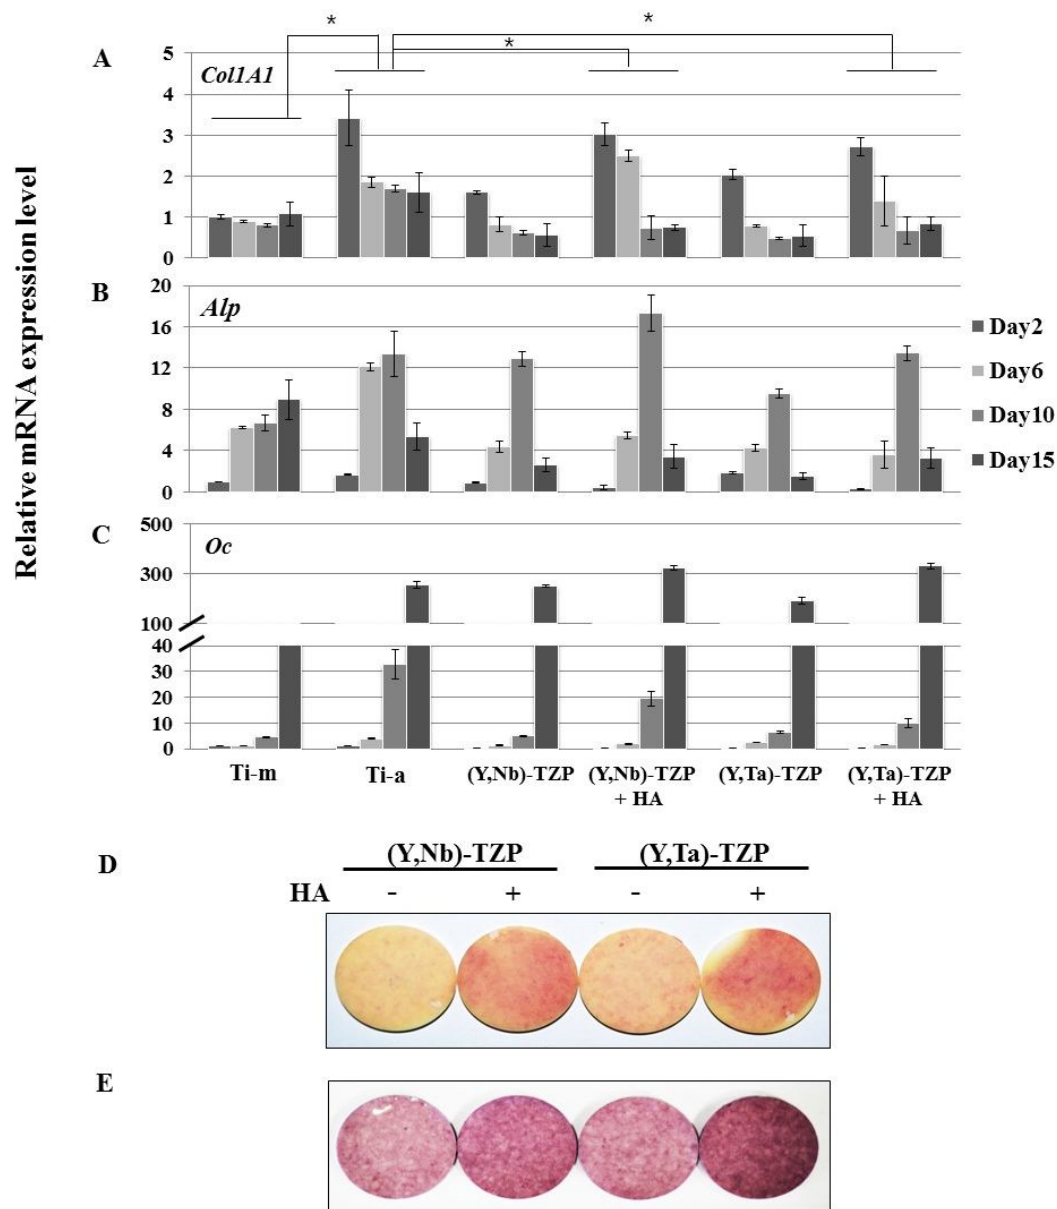 * *
*
A
Relative mRNA expression level
Col1A1
5
4
3
2
1
0
B
Alp
20
16
12
8
4
0
Day2
Day6
Day10
Day15
C
Oc
500
300
100
40
30
20
10
0
Ti-m Ti-a (Y,Nb)-TZP (Y,Nb)-TZP (Y,Ta)-TZP (Y,Ta)-TZP
+ HA + HA
D
(Y,Nb)-TZP (Y,Ta)-TZP
HA - + - +
E